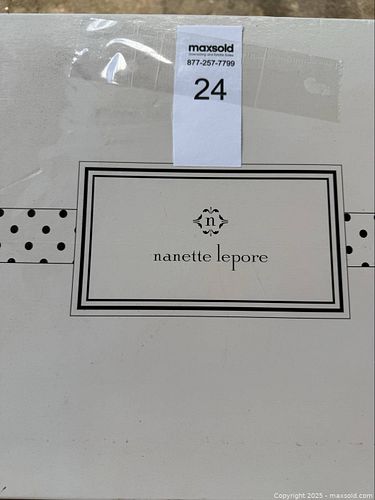 maxsold
877-257-7799
24
n
nanette lepore
Copyright 2025 - maxsold.com